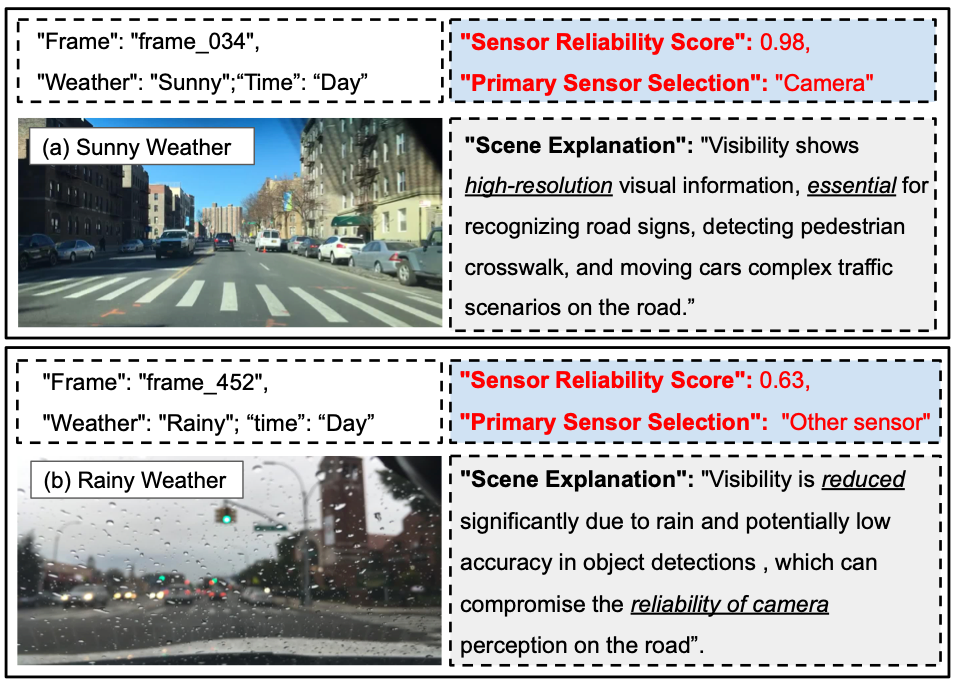 "Frame": "frame_034",
"Weather": "Sunny";“Time”: “Day”
"Sensor Reliability Score": 0.98,
"Primary Sensor Selection": "Camera"
(a) Sunny Weather
"Scene Explanation": "Visibility shows
high-resolution visual information, essential for
recognizing road signs, detecting pedestrian
crosswalk, and moving cars complex traffic
scenarios on the road.”
"Frame": "frame_452",
"Weather": "Rainy"; “time”: “Day”
"Sensor Reliability Score": 0.63,
"Primary Sensor Selection": "Other sensor"
(b) Rainy Weather
"Scene Explanation": "Visibility is reduced
significantly due to rain and potentially low
accuracy in object detections , which can
compromise the reliability of camera
perception on the road”.